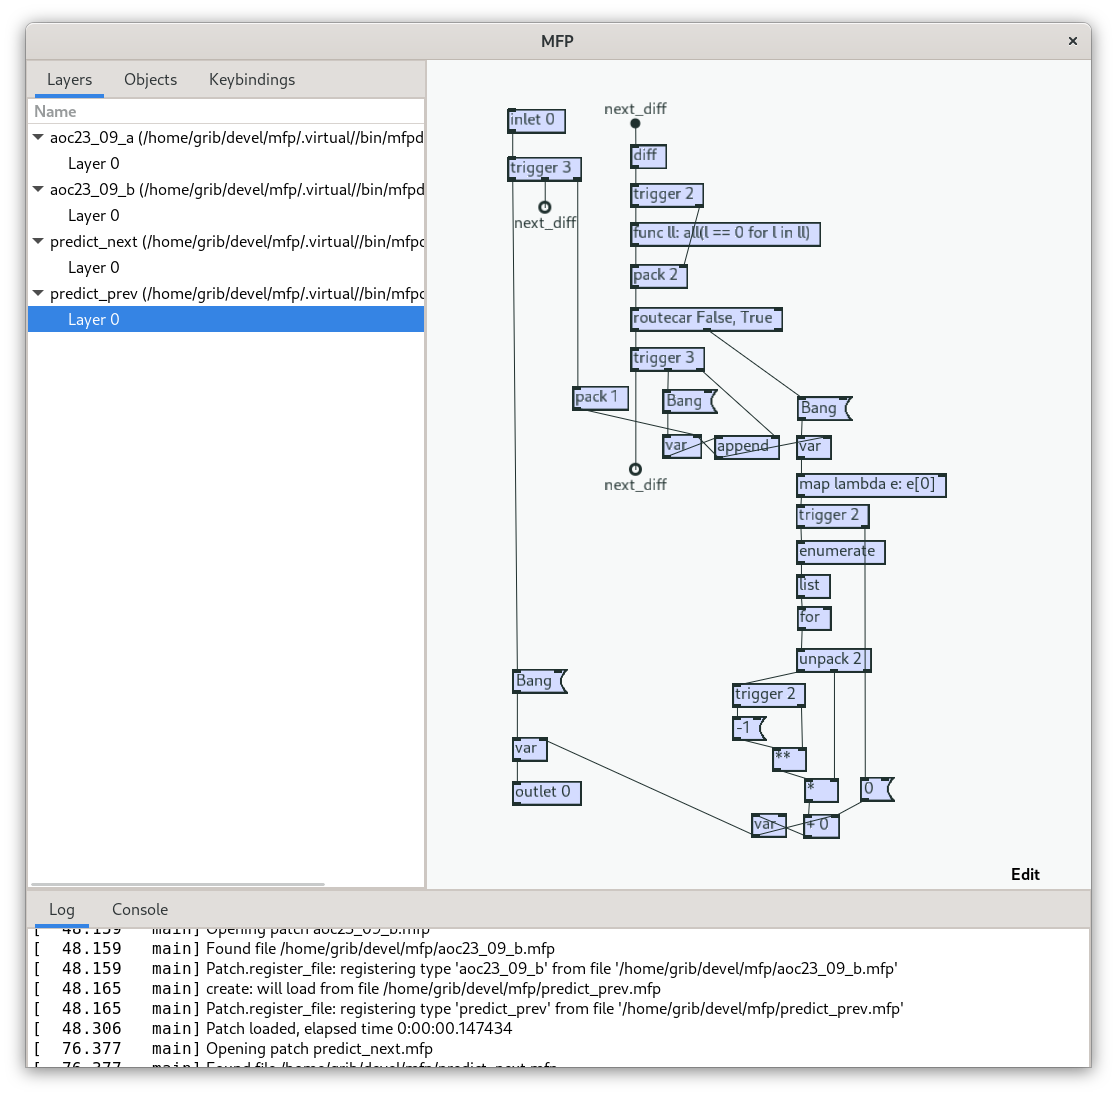 MFP
×
Layers Objects Keybindings
Name
aoc23_09_a (/home/grib/devel/mfp/.virtual//bin/mfpd
Layer 0
aoc23_09_b (/home/grib/devel/mfp/.virtual//bin/mfpd
Layer 0
predict_next (/home/grib/devel/mfp/.virtual//bin/mfpd
Layer 0
predict_prev (/home/grib/devel/mfp/.virtual//bin/mfpd
Layer 0
inlet 0
trigger 3
next_diff
next_diff
diff
trigger 2
func ll: all(l == 0 for l in ll)
pack 2
routecar False, True
trigger 3
pack 1
Bang
var
append
next_diff
Bang
var
map lambda e: e[0]
trigger 2
enumerate
list
for
unpack 2
trigger 2
-1
**
*
0
var
+ 0
Bang
var
outlet 0
Edit
Log Console
[ 48.159 main] Opening patch aoc23_09_b.mfp
[ 48.159 main] Found file /home/grib/devel/mfp/aoc23_09_b.mfp
[ 48.159 main] Patch.register_file: registering type 'aoc23_09_b' from file '/home/grib/devel/mfp/aoc23_09_b.mfp'
[ 48.165 main] create: will load from file /home/grib/devel/mfp/predict_prev.mfp
[ 48.165 main] Patch.register_file: registering type 'predict_prev' from file '/home/grib/devel/mfp/predict_prev.mfp'
[ 48.306 main] Patch loaded, elapsed time 0:00:00.147434
[ 76.377 main] Opening patch predict_next.mfp
[ 76.377 main] Found file /home/grib/devel/mfp/predict_next.mfp